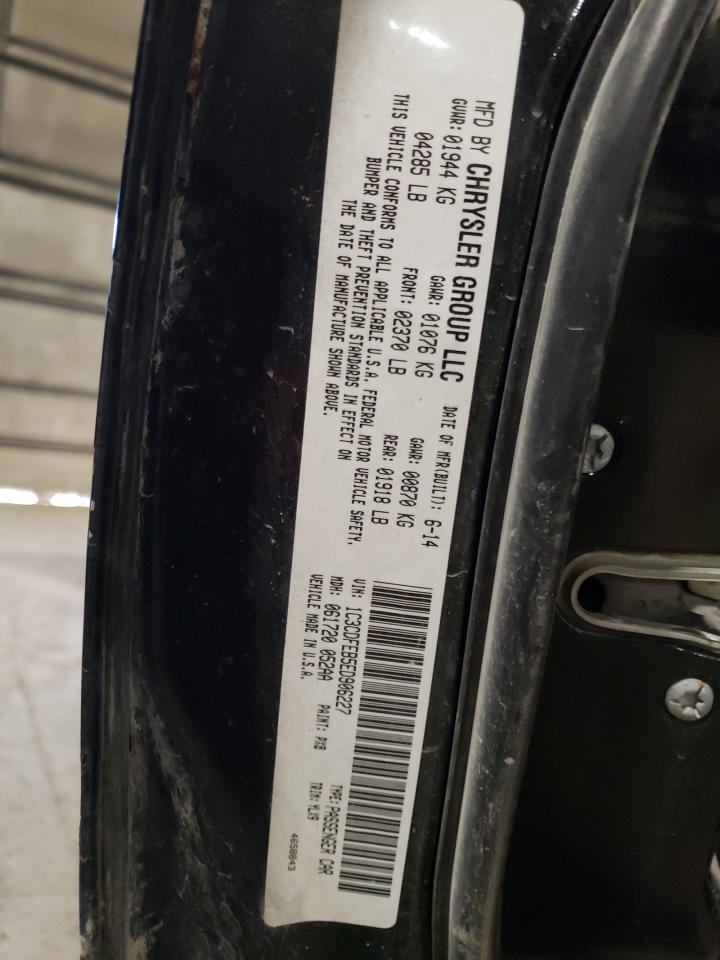 MFD BY CHRYSLER GROUP LLC DATE OF MFR(BUILT): 6-14
GVWR: 01944 KG GAWR: 01076 KG GAWR: 00870 KG
04285 LB FRONT: 02370 LB REAR: 01918 LB
THIS VEHICLE CONFORMS TO ALL APPLICABLE U.S.A. FEDERAL MOTOR VEHICLE SAFETY,
BUMPER AND THEFT PREVENTION STANDARDS IN EFFECT ON
THE DATE OF MANUFACTURE SHOWN ABOVE.
VIN: 1C3CDFEB5ED906227 TYPE: PASSENGER CAR
MDH: 061720 052AA PAINT: PX8 TRIM: VLX9
VEHICLE MADE IN U.S.A.
4658843